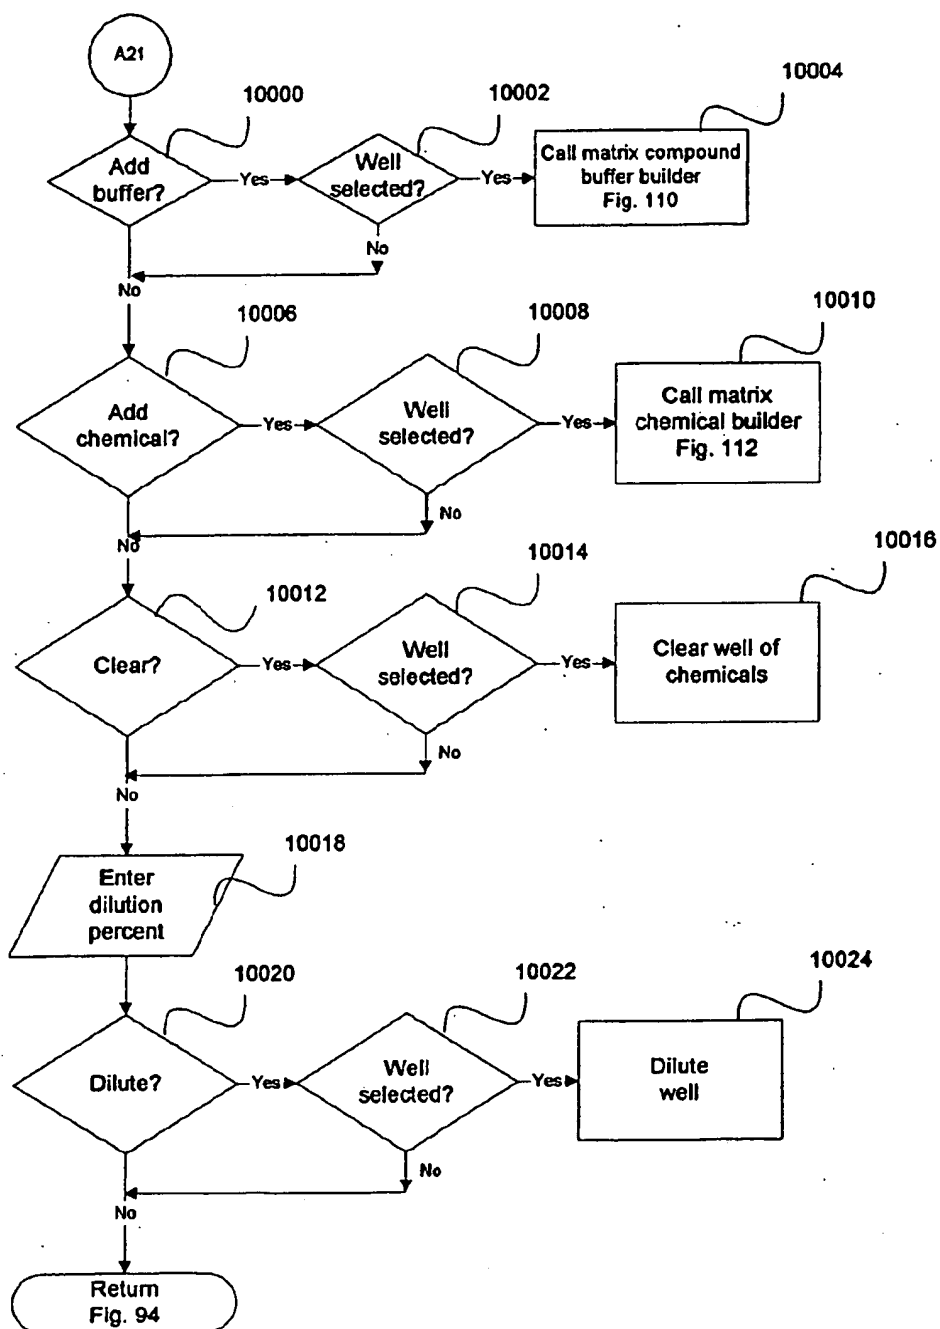 A21
10000
10002
10004
Add
buffer?
Yes
Well
selected?
Yes
Call matrix compound
buffer builder
Fig. 110
No
No
10006
10008
10010
Add
chemical?
Yes
Well
selected?
Yes
Call matrix
chemical builder
Fig. 112
No
No
10012
10014
10016
Clear?
Yes
Well
selected?
Yes
Clear well of
chemicals
No
No
10018
Enter
dilution
percent
10020
10022
10024
Dilute?
Yes
Well
selected?
Yes
Dilute
well
No
No
Return
Fig. 94